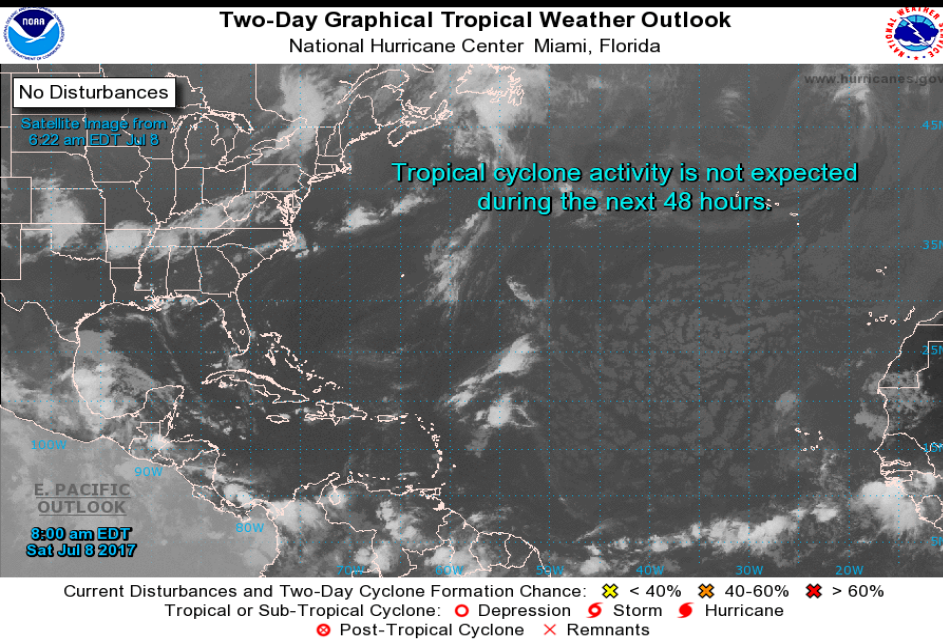 Two-Day Graphical Tropical Weather Outlook
National Hurricane Center  Miami, Florida
NOAA
www.hurricanes.gov
No Disturbances
Satellite Image from
6:22 am EDT Jul 8
45N
Tropical cyclone activity is not expected
during the next 48 hours.
35N
25N
15N
100W
90W
E. PACIFIC
OUTLOOK
80W
8:00 am EDT
Sat Jul 8 2017
5N
70W
60W
50W
40W
30W
20W
Current Disturbances and Two-Day Cyclone Formation Chance: < 40% 40-60% > 60%
Tropical or Sub-Tropical Cyclone: Depression Storm Hurricane
Post-Tropical Cyclone Remnants